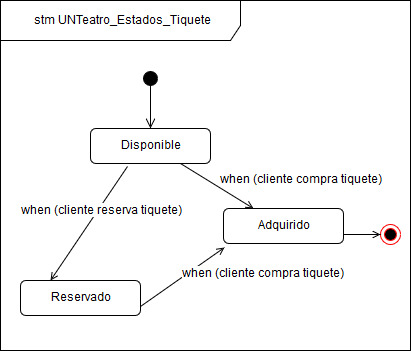 stm UNTeatro_Estados_Tiquete
Disponible
when (cliente compra tiquete)
when (cliente reserva tiquete)
Adquirido
when (cliente compra tiquete)
Reservado